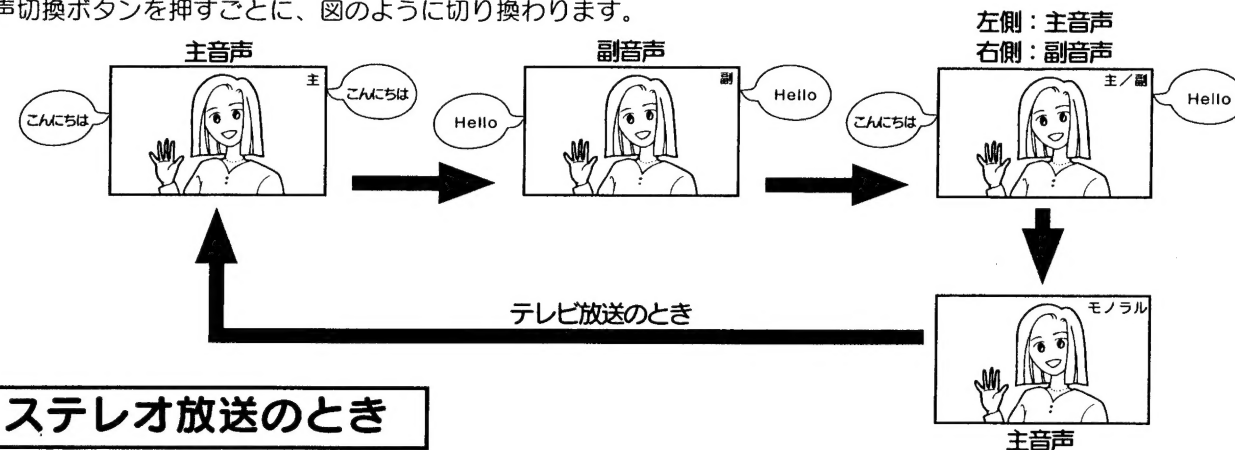 声切換ボタンを押すごとに、図のように切り換わります。
主音声
主
こんにちは
こんにちは
副音声
副
Hello
Hello
左側:主音声
右側:副音声
主/副
こんにちは
Hello
モノラル
主音声
テレビ放送のとき
ステレオ放送のとき